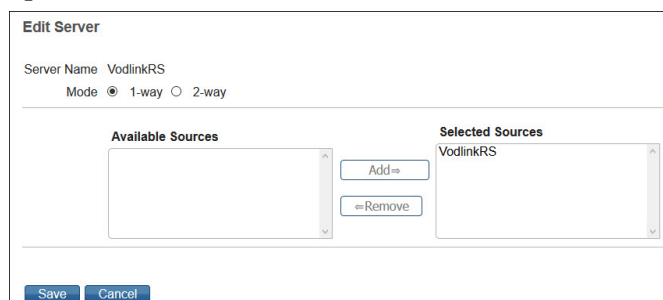 Edit Server
Server Name VodlinkRS
Mode 1-way 2-way
Available Sources Selected Sources
VodlinkRS
Add⇒
⇐Remove
Save Cancel